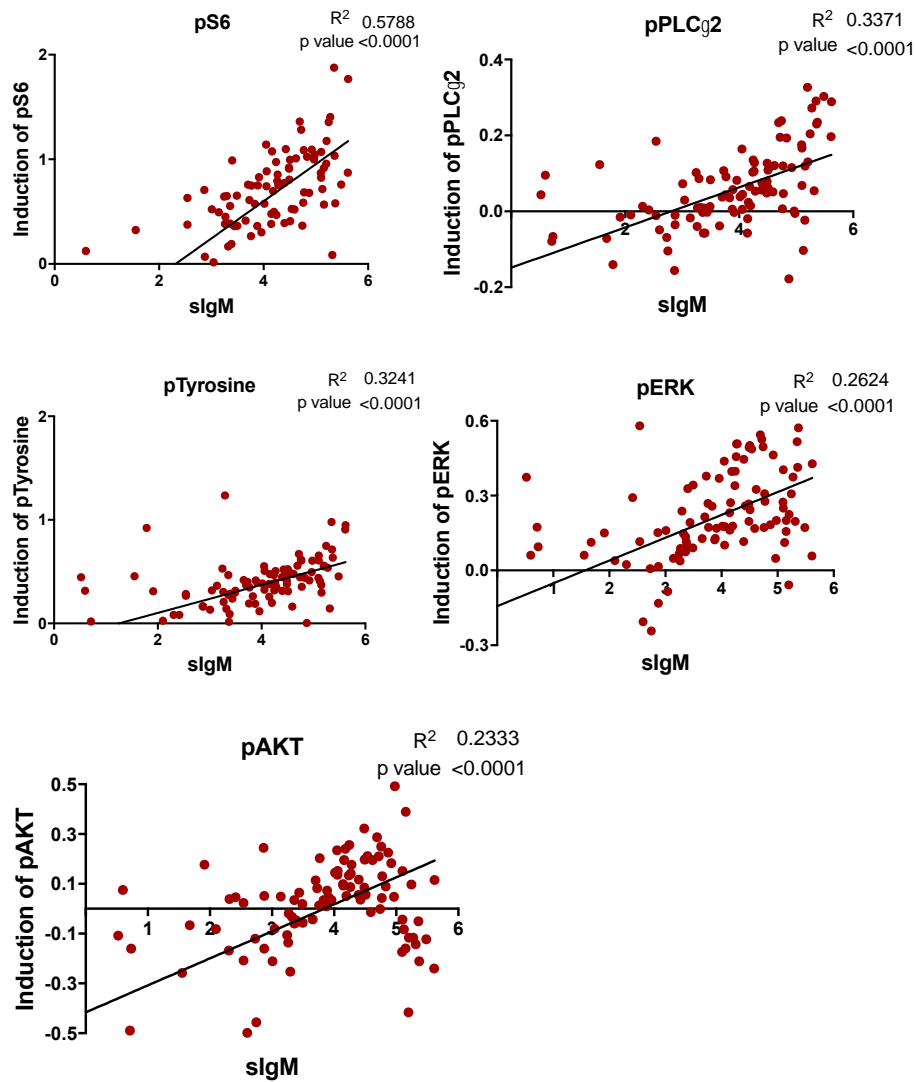 pS6
R² 0.5788
p value <0.0001
Induction of pS6
2
1
0
0 2 4 6
sIgM
pPLCg2
R² 0.3371
p value <0.0001
Induction of pPLCg2
0.4
0.2
0.0
-0.2
2 4 6
sIgM
pTyrosine
R² 0.3241
p value <0.0001
Induction of pTyrosine
2
1
0
0 2 4 6
sIgM
pERK
R² 0.2624
p value <0.0001
Induction of pERK
0.6
0.3
0.0
-0.3
1 2 3 4 5 6
sIgM
pAKT
R² 0.2333
p value <0.0001
Induction of pAKT
0.5
0.3
0.1
-0.1
-0.3
-0.5
1 2 3 4 5 6
sIgM